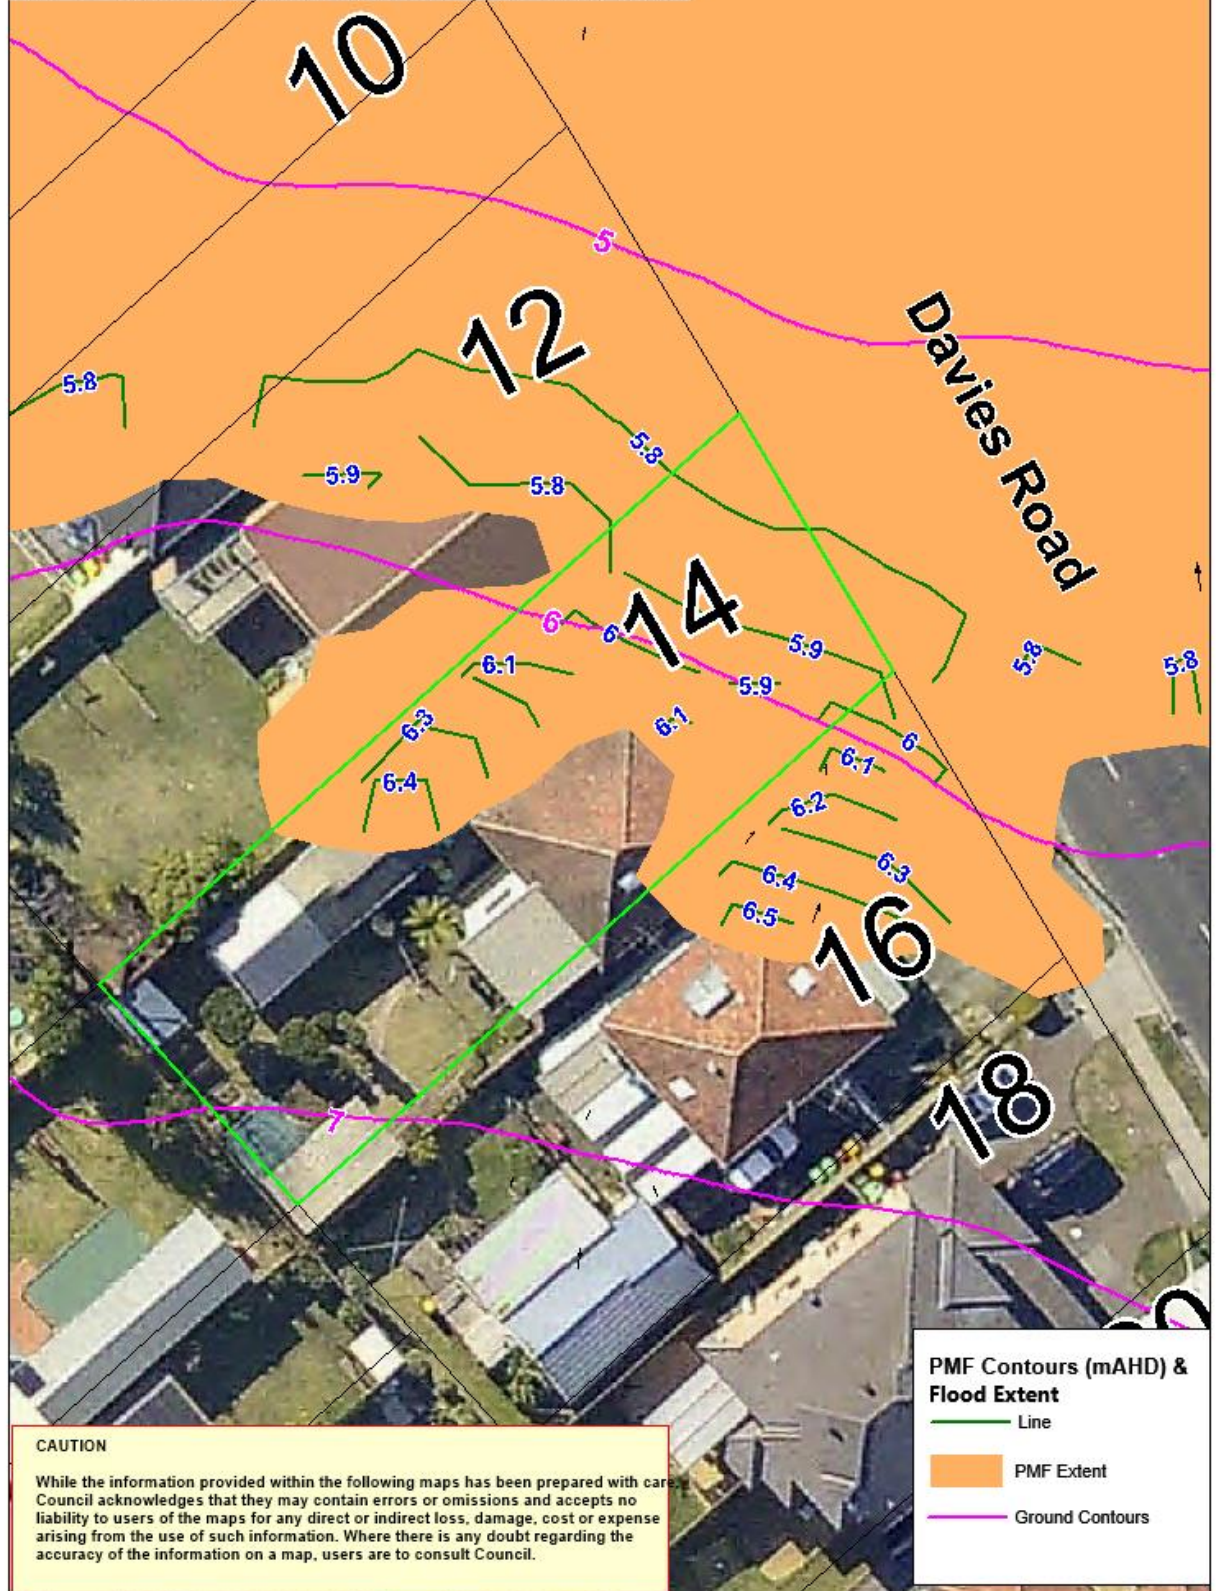 10
5
12
Davies Road
5.8
5.8
5.9
5.8
14
6
6
5.9
5.8
5.8
6.1
5.9
6.3
6.1
6
6.1
6.4
6.2
6.3
6.4
6.5
16
18
7
PMF Contours (mAHD) &
Flood Extent
Line
PMF Extent
Ground Contours
CAUTION
While the information provided within the following maps has been prepared with care,
Council acknowledges that they may contain errors or omissions and accepts no
liability to users of the maps for any direct or indirect loss, damage, cost or expense
arising from the use of such information. Where there is any doubt regarding the
accuracy of the information on a map, users are to consult Council.